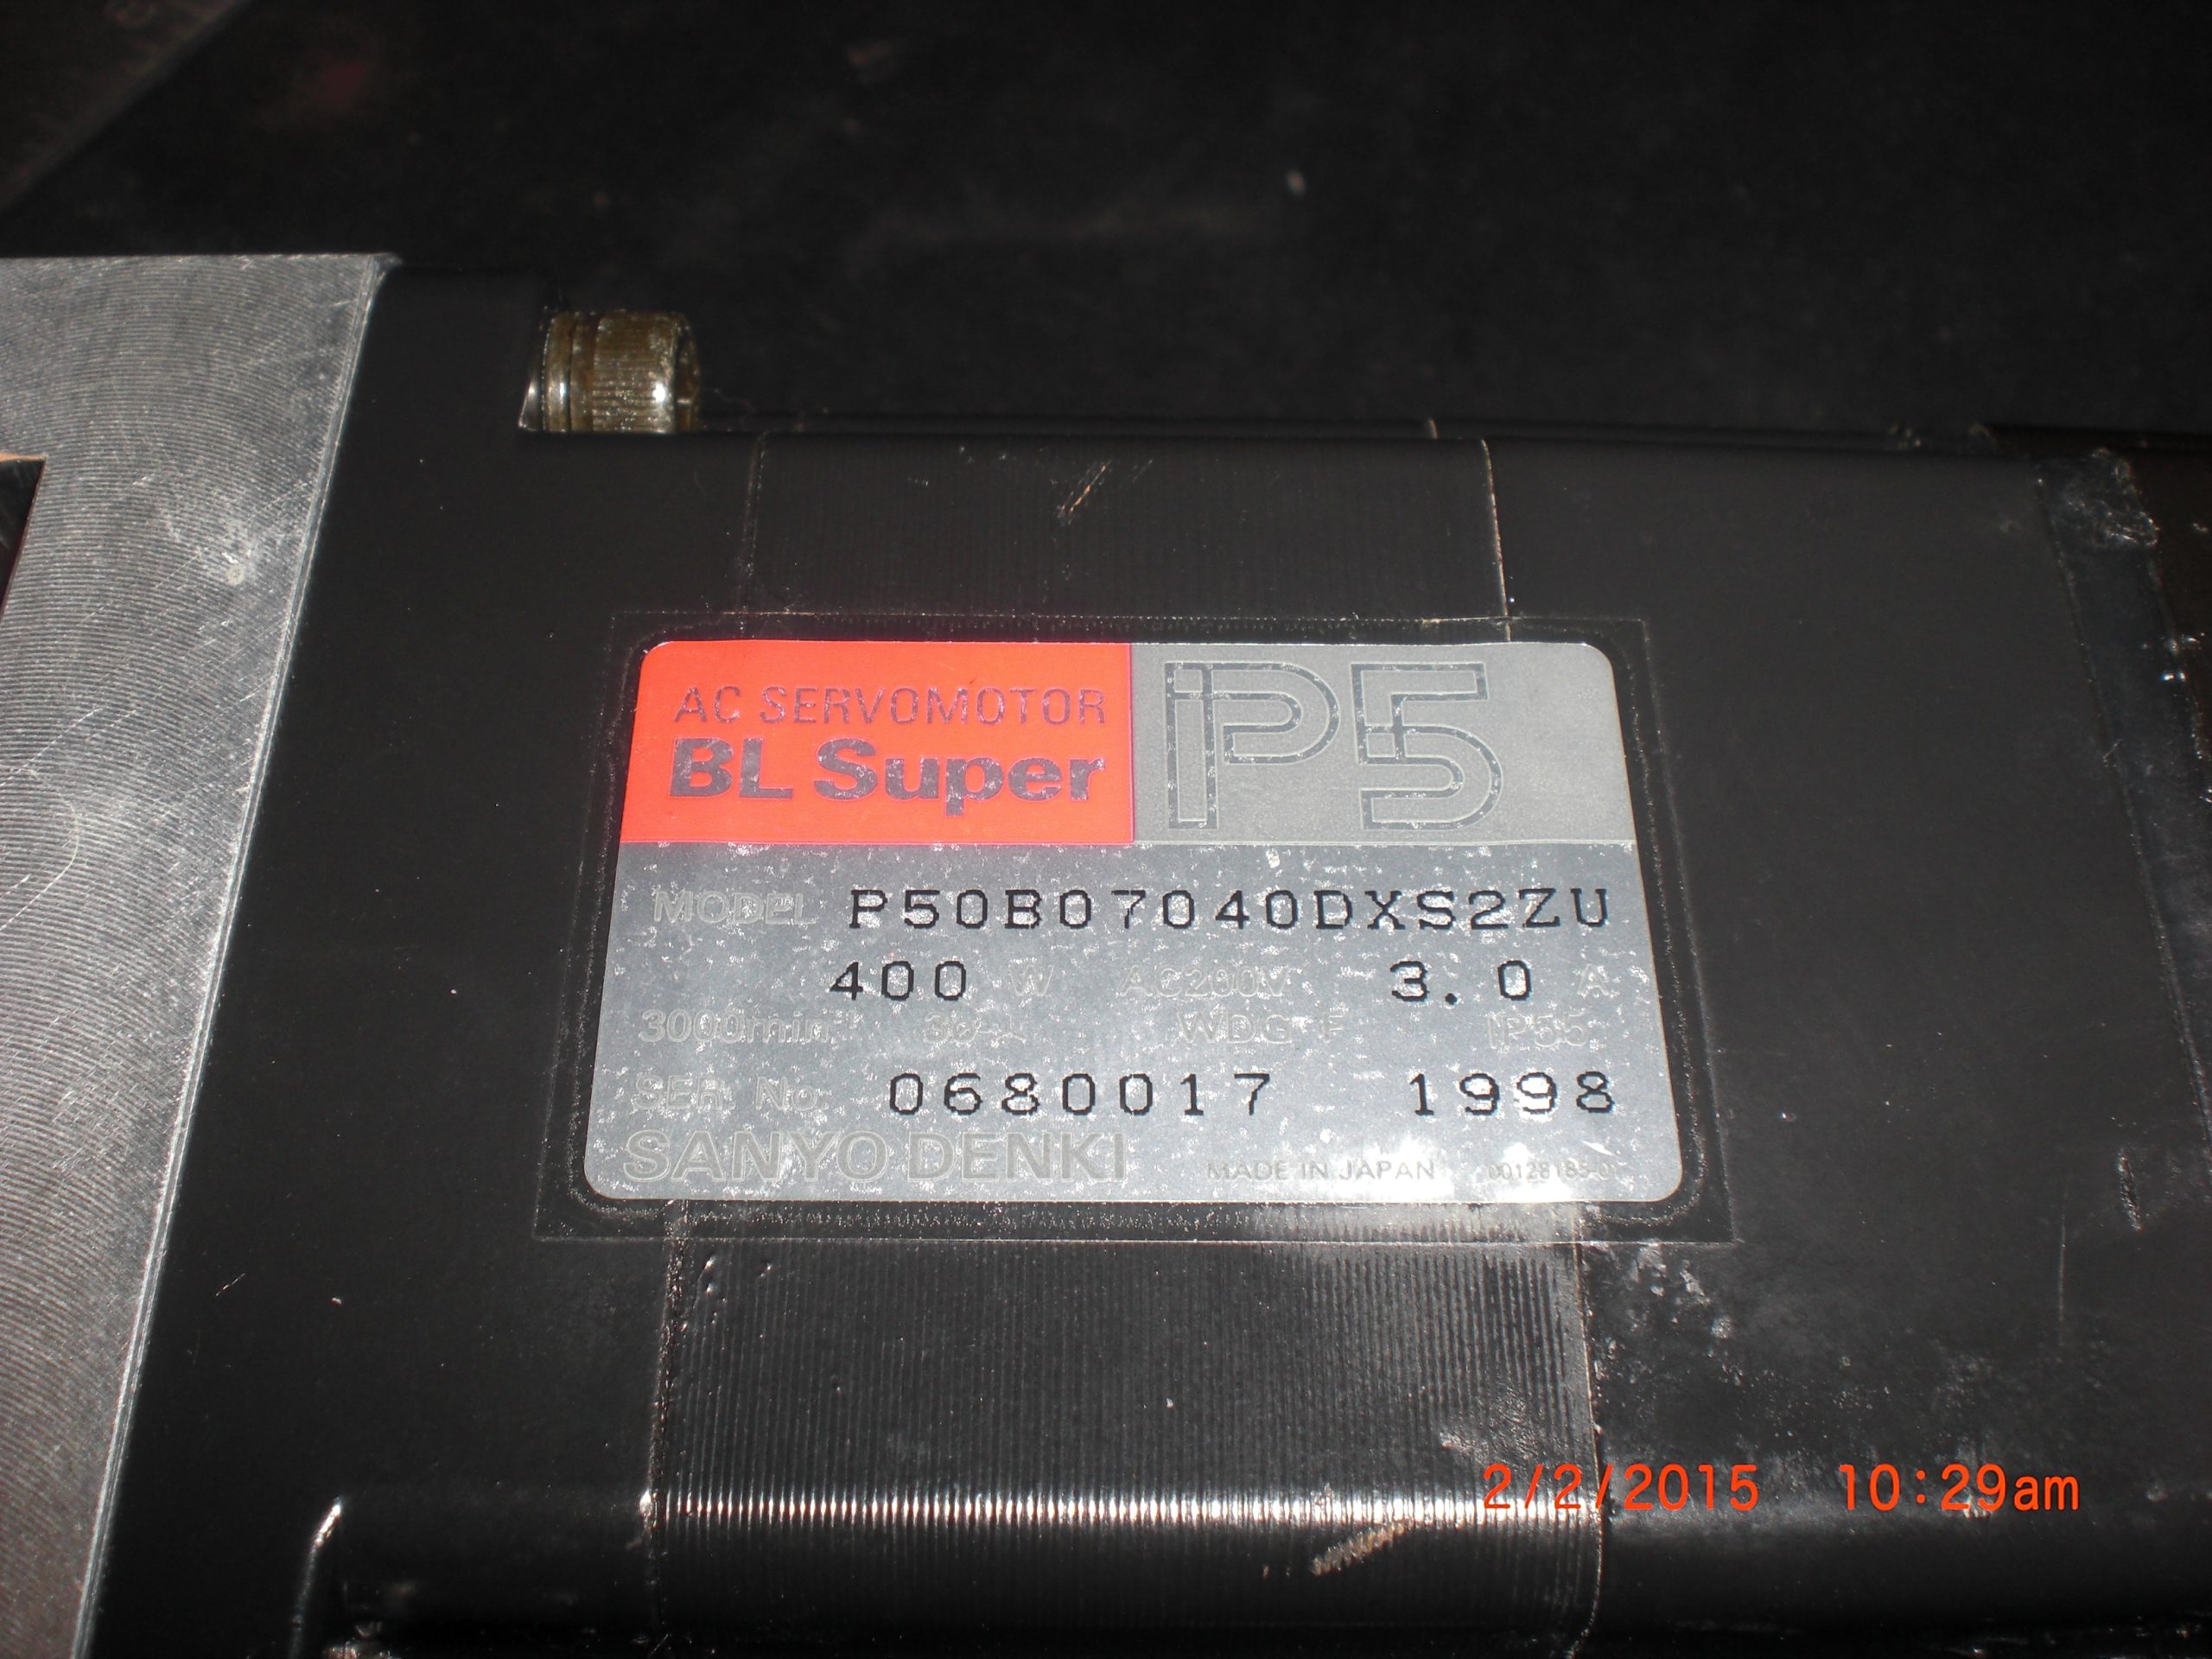 AC SERVOMOTOR
BL Super
P5
MODEL P50B07040DXS2ZU
400 W AC200V 3.0 A
3000min⁻¹ WDG F IP55
SER. No. 0680017 1998
SANYO DENKI MADE IN JAPAN
2/2/2015 10:29am